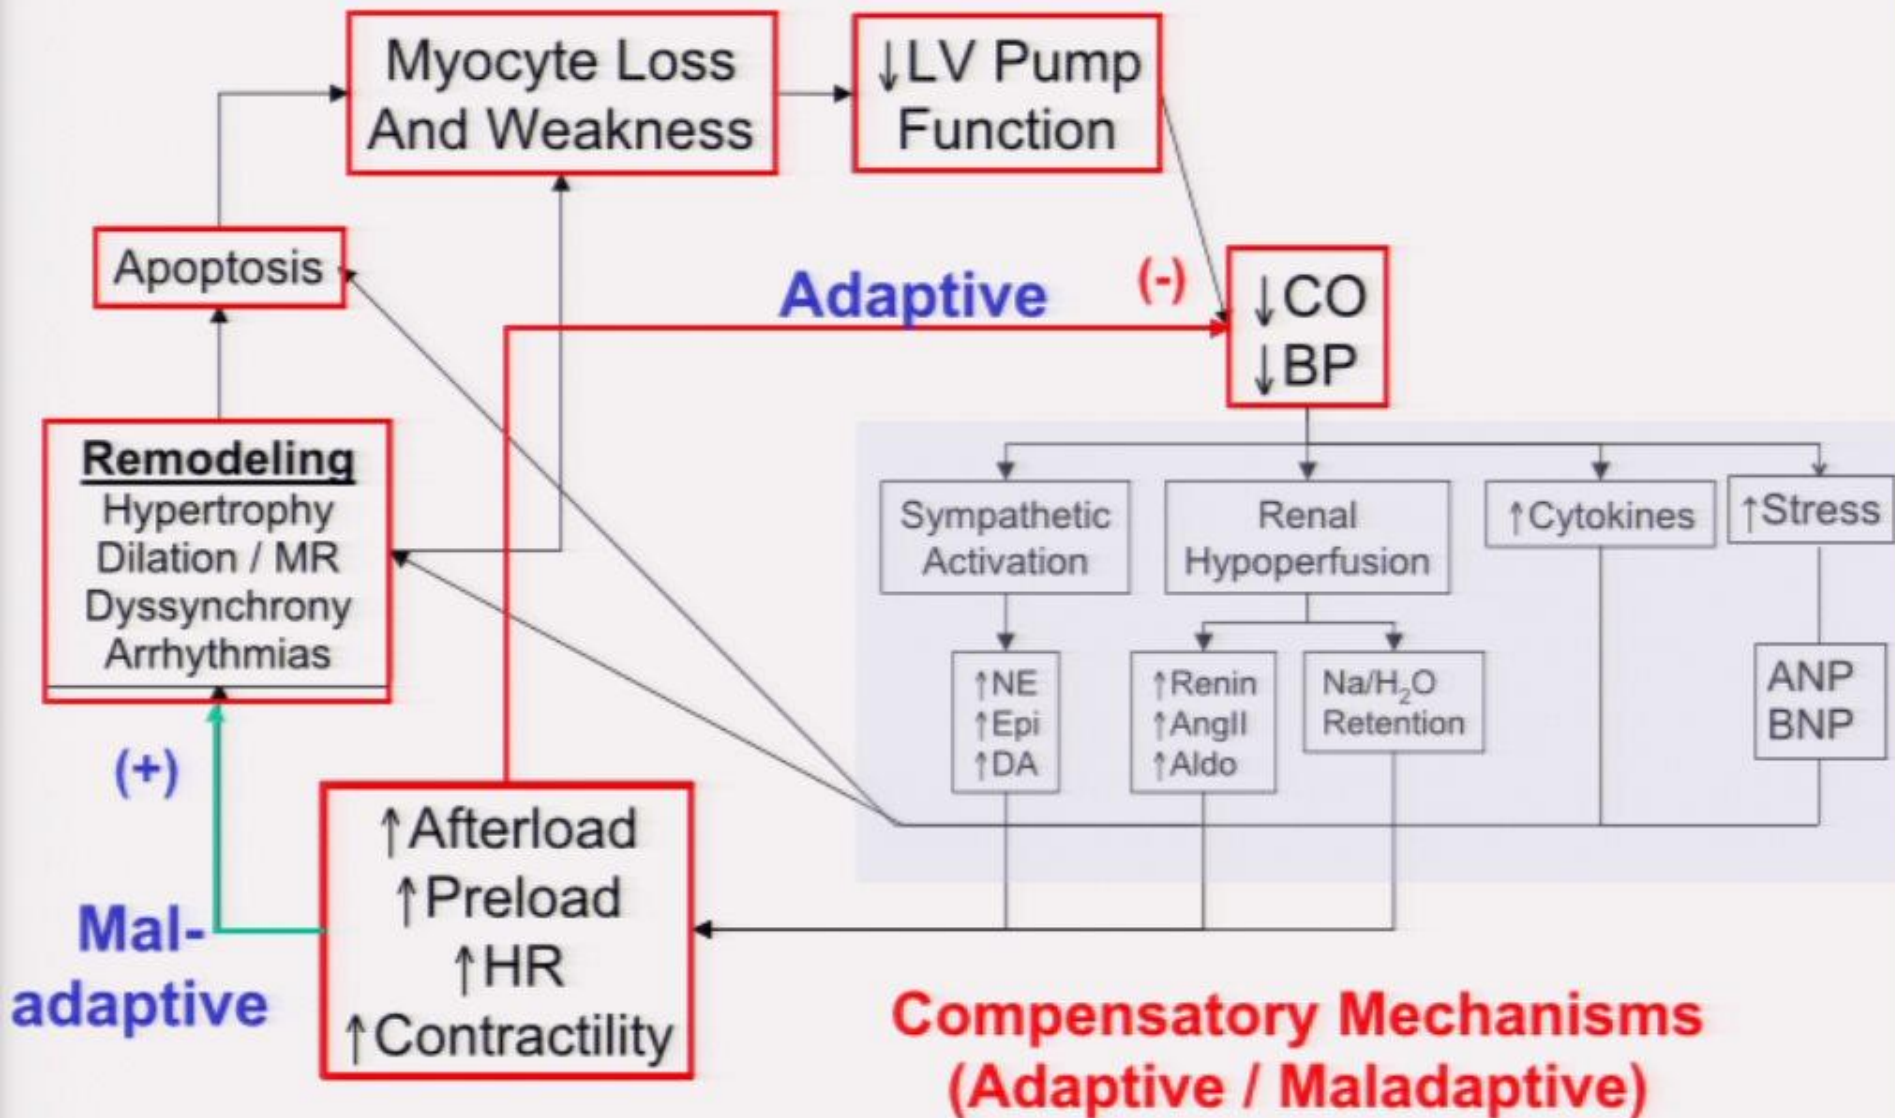 Myocyte Loss
And Weakness
↓LV Pump
Function
Apoptosis
Adaptive
(-)
↓CO
↓BP
Remodeling
Hypertrophy
Dilation / MR
Dyssynchrony
Arrhythmias
Sympathetic
Activation
Renal
Hypoperfusion
↑Cytokines
↑Stress
↑NE
↑Epi
↑DA
↑Renin
↑AngII
↑Aldo
Na/H₂O
Retention
ANP
BNP
(+)
Mal-
adaptive
↑Afterload
↑Preload
↑HR
↑Contractility
Compensatory Mechanisms
(Adaptive / Maladaptive)